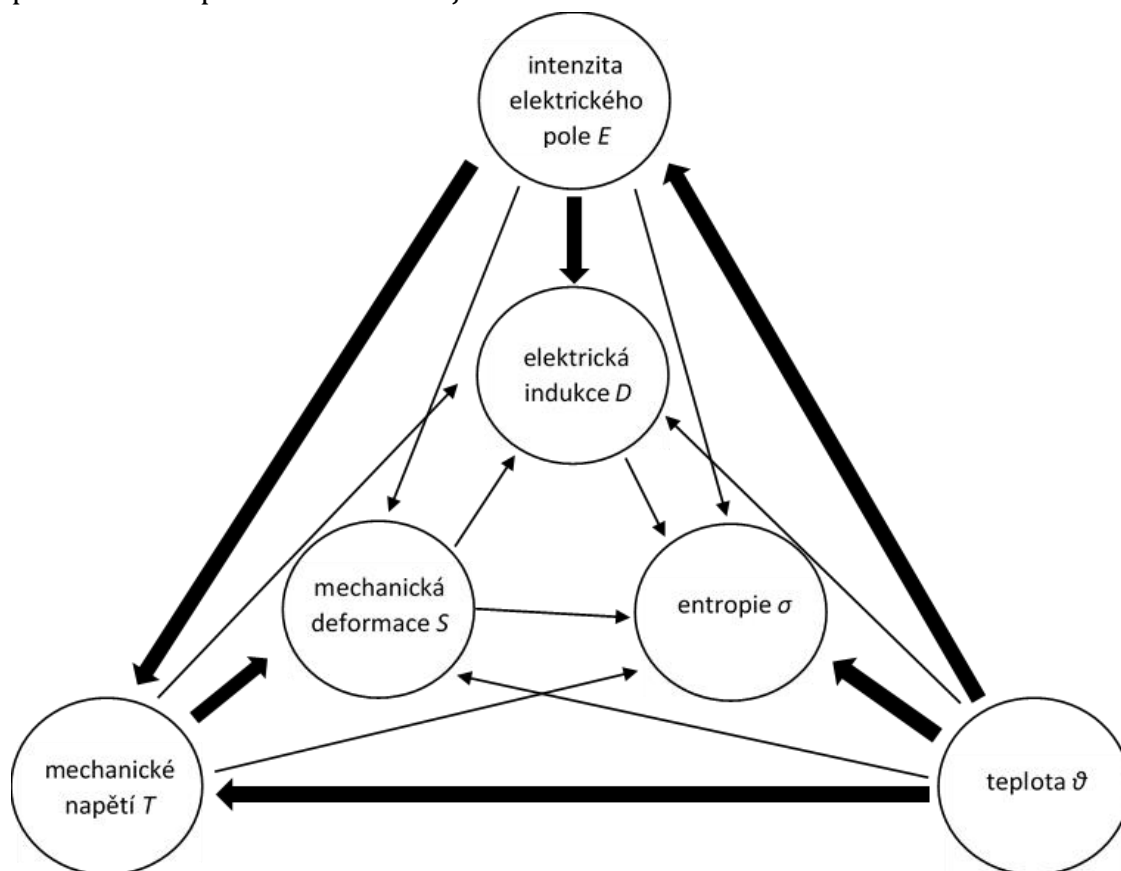 intenzita
elektrického
pole E
elektrická
indukce D
mechanická
deformace S
entropie σ
mechanické
napětí T
teplota ϑ